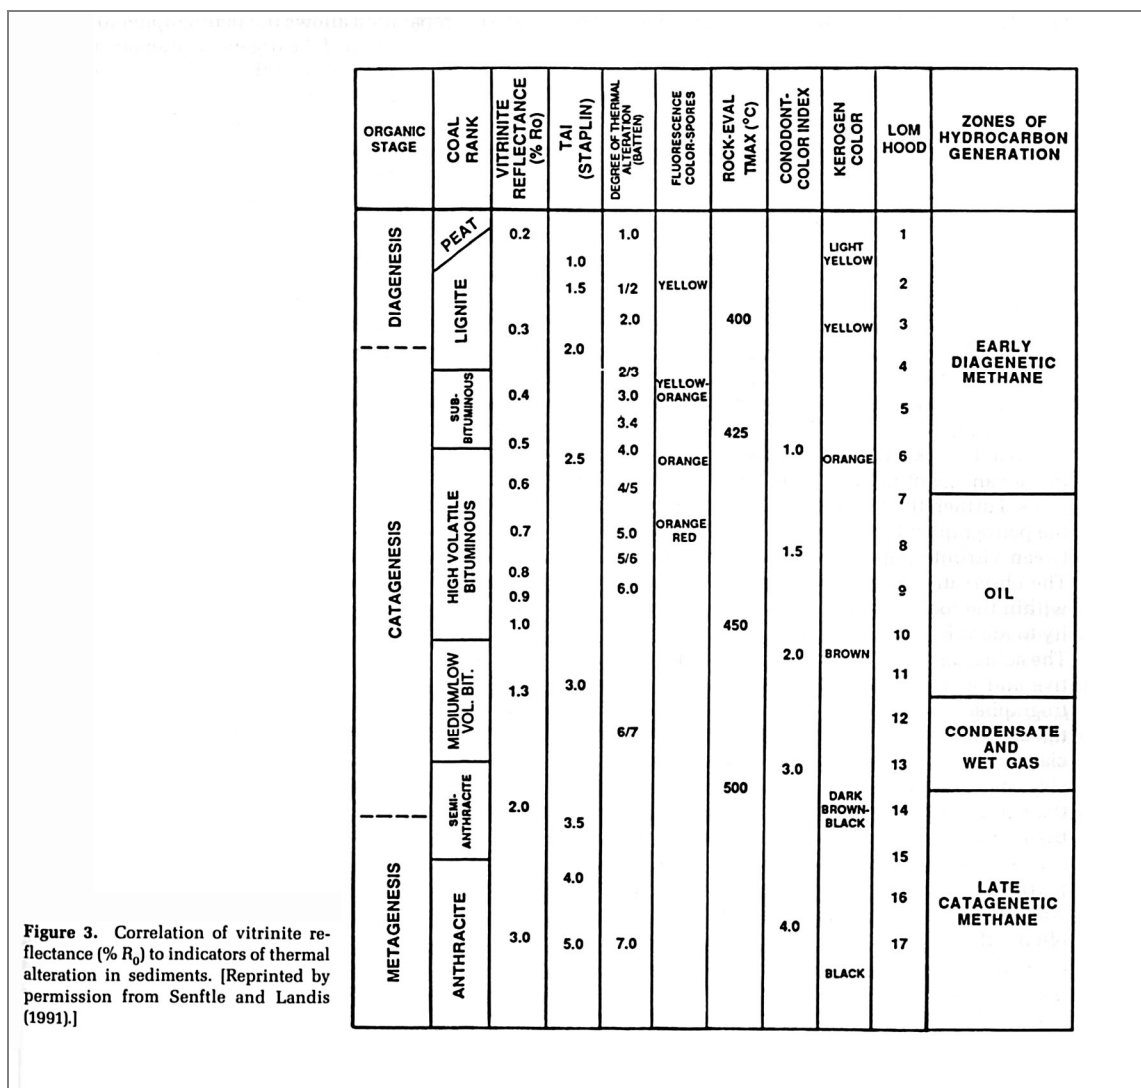 ORGANIC
STAGE
COAL
RANK
VITRINITE
REFLECTANCE
(% Ro)
TAI
(STAPLIN)
DEGREE OF THERMAL
ALTERATION
(BATTEN)
FLUORESCENCE
COLOR-SPORES
ROCK-EVAL
TMAX (°C)
CONODONT-
COLOR INDEX
KEROGEN
COLOR
LOM
HOOD
ZONES OF
HYDROCARBON
GENERATION
DIAGENESIS
CATAGENESIS
METAGENESIS
PEAT
LIGNITE
SUB-
BITUMINOUS
HIGH VOLATILE
BITUMINOUS
MEDIUM/LOW
VOL. BIT.
SEMI-
ANTHRACITE
ANTHRACITE
0.2
0.3
0.4
0.5
0.6
0.7
0.8
0.9
1.0
1.3
2.0
3.0
1.0
1.5
2.0
2.5
3.0
3.5
4.0
5.0
1.0
1/2
2.0
2/3
3.0
3.4
4.0
4/5
5.0
5/6
6.0
6/7
7.0
YELLOW
YELLOW-
ORANGE
ORANGE
ORANGE
RED
400
425
450
500
1.0
1.5
2.0
3.0
4.0
LIGHT
YELLOW
YELLOW
ORANGE
BROWN
DARK
BROWN-
BLACK
BLACK
1
2
3
4
5
6
7
8
9
10
11
12
13
14
15
16
17
EARLY
DIAGENETIC
METHANE
OIL
CONDENSATE
AND
WET GAS
LATE
CATAGENETIC
METHANE
Figure 3. Correlation of vitrinite re-
flectance (% R₀) to indicators of thermal
alteration in sediments. [Reprinted by
permission from Senftle and Landis
(1991).]